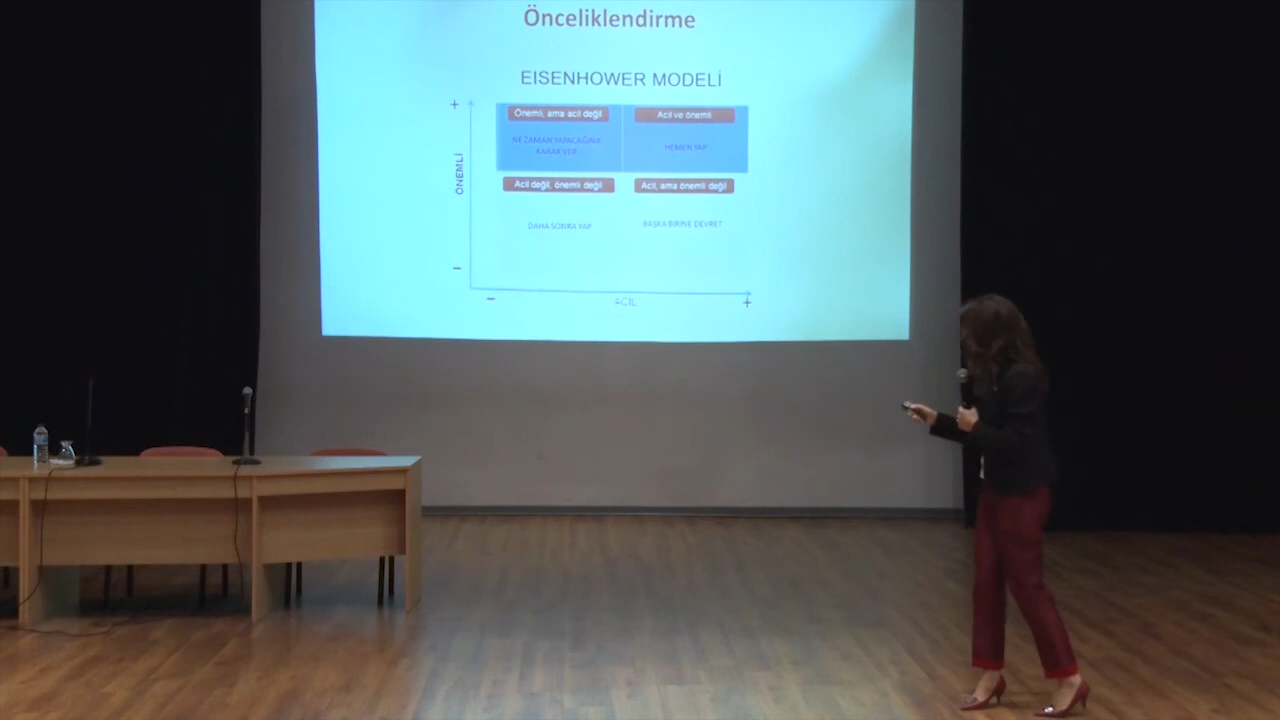 Önceliklendirme
EISENHOWER MODELİ
+
Önemli, ama acil değil
Acil ve önemli
NE ZAMAN YAPACAĞINA
KARAR VER
HEMEN YAP
ÖNEMLİ
Acil değil, önemli değil
Acil, ama önemli değil
DAHA SONRA YAP
BAŞKA BİRİNE DEVRET
–
–
ACİL
+